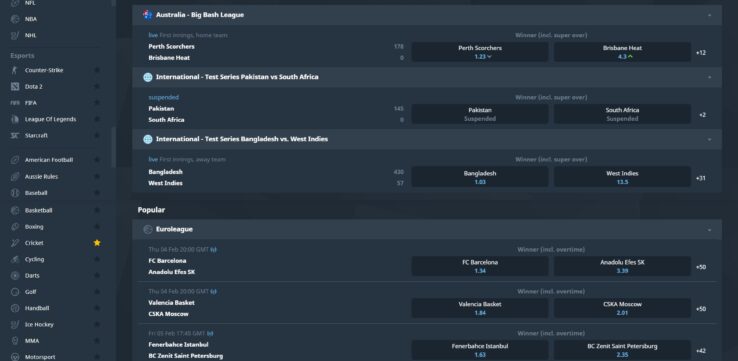 NFL
NBA
NHL
Esports
Counter-Strike
Dota 2
FIFA
League Of Legends
Starcraft
American Football
Aussie Rules
Baseball
Basketball
Boxing
Cricket
Cycling
Darts
Golf
Handball
Ice Hockey
MMA
Motorsport
Australia - Big Bash League
live First innings, home team
Winner (incl. super over)
Perth Scorchers 178
Brisbane Heat 0
Perth Scorchers
1.23
Brisbane Heat
4.3
+12
International - Test Series Pakistan vs South Africa
suspended
Winner (incl. super over)
Pakistan 145
South Africa 0
Pakistan
Suspended
South Africa
Suspended
+2
International - Test Series Bangladesh vs. West Indies
live First innings, away team
Winner (incl. super over)
Bangladesh 430
West Indies 57
Bangladesh
1.03
West Indies
13.5
+31
Popular
Euroleague
Thu 04 Feb 20:00 GMT
Winner (incl. overtime)
FC Barcelona
Anadolu Efes SK
FC Barcelona
1.34
Anadolu Efes SK
3.39
+50
Thu 04 Feb 20:00 GMT
Winner (incl. overtime)
Valencia Basket
CSKA Moscow
Valencia Basket
1.84
CSKA Moscow
2.01
+50
Fri 05 Feb 17:45 GMT
Winner (incl. overtime)
Fenerbahce Istanbul
BC Zenit Saint Petersburg
Fenerbahce Istanbul
1.63
BC Zenit Saint Petersburg
2.35
+42